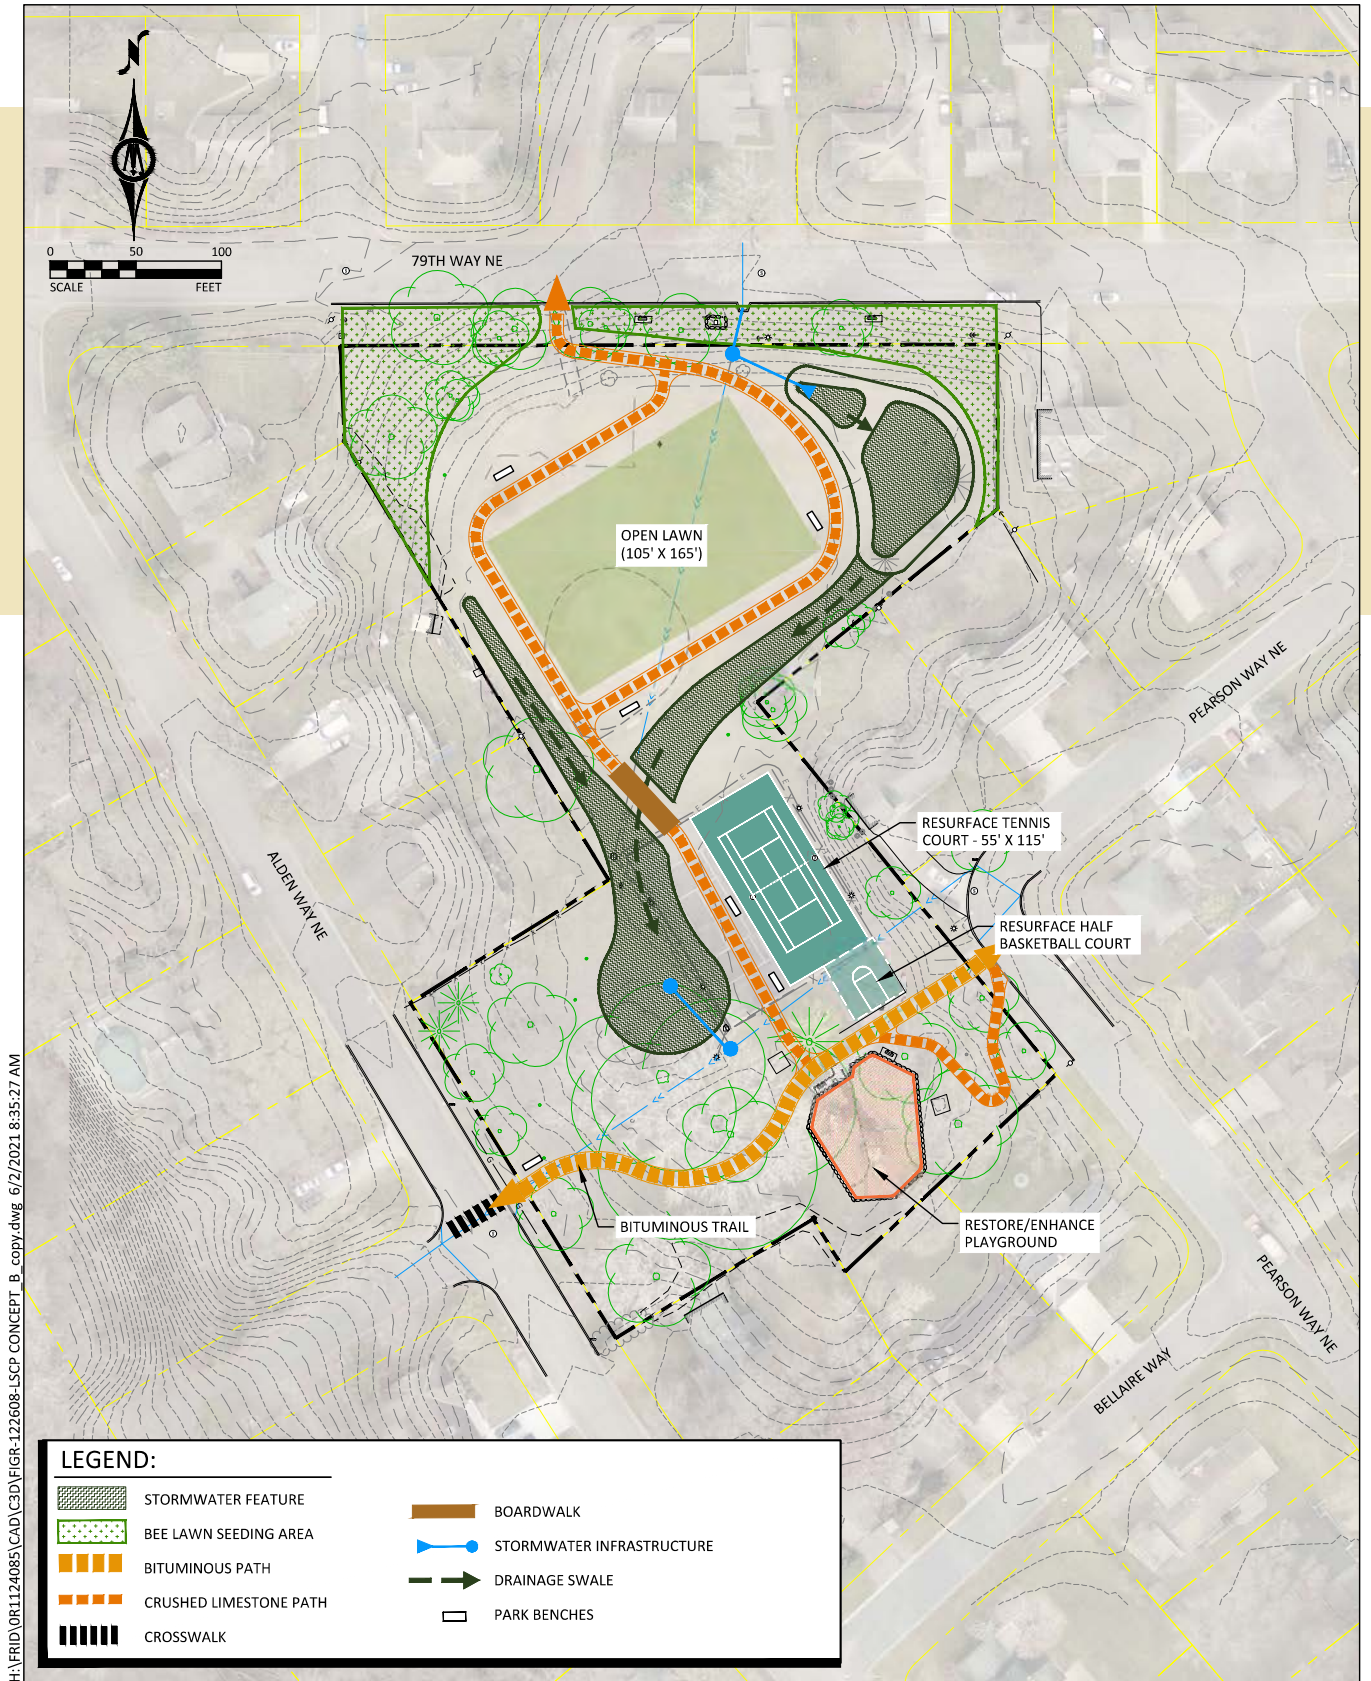 N
0 50 100
SCALE FEET
79TH WAY NE
OPEN LAWN
(105' X 165')
PEARSON WAY NE
RESURFACE TENNIS
COURT - 55' X 115'
ALDEN WAY NE
RESURFACE HALF
BASKETBALL COURT
BITUMINOUS TRAIL
RESTORE/ENHANCE
PLAYGROUND
PEARSON WAY NE
BELLAIRE WAY
H:\FRID\0R1124085\CAD\C3D\FIGR-122608-LSCP CONCEPT_B_copy.dwg 6/2/2021 8:35:27 AM
LEGEND:
STORMWATER FEATURE
BEE LAWN SEEDING AREA
BITUMINOUS PATH
CRUSHED LIMESTONE PATH
CROSSWALK
BOARDWALK
STORMWATER INFRASTRUCTURE
DRAINAGE SWALE
PARK BENCHES